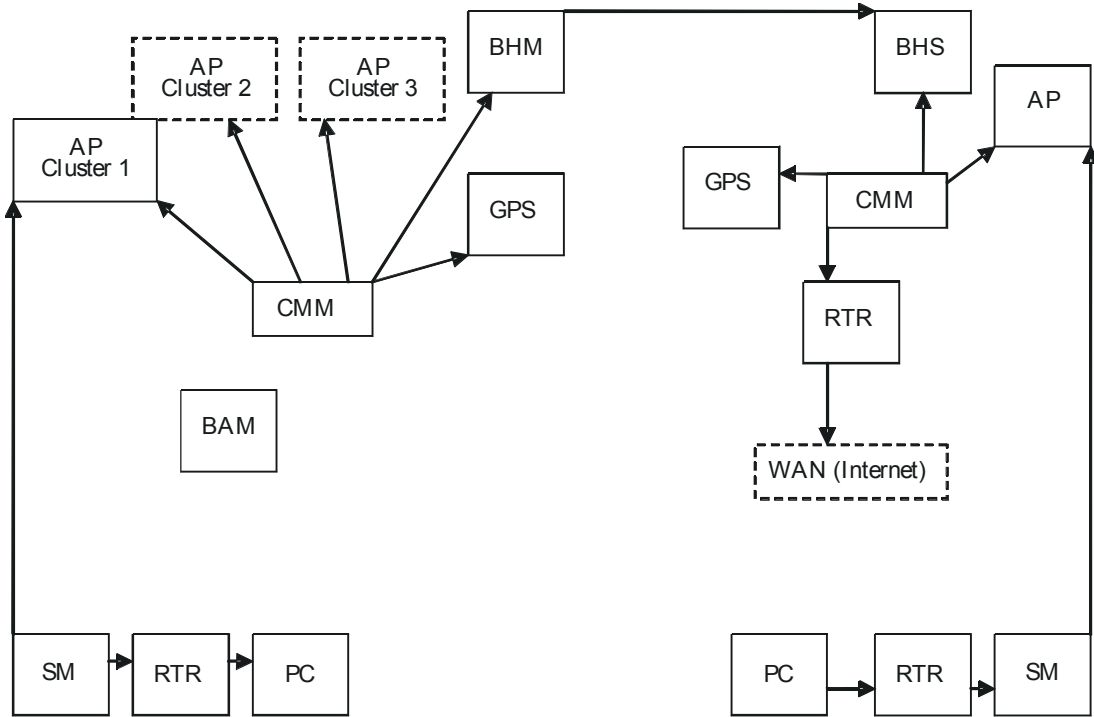 BHM
BHS
AP
Cluster 2
AP
Cluster 3
AP
AP
Cluster 1
GPS
GPS
CMM
CMM
RTR
BAM
WAN (Internet)
SM
RTR
PC
PC
RTR
SM